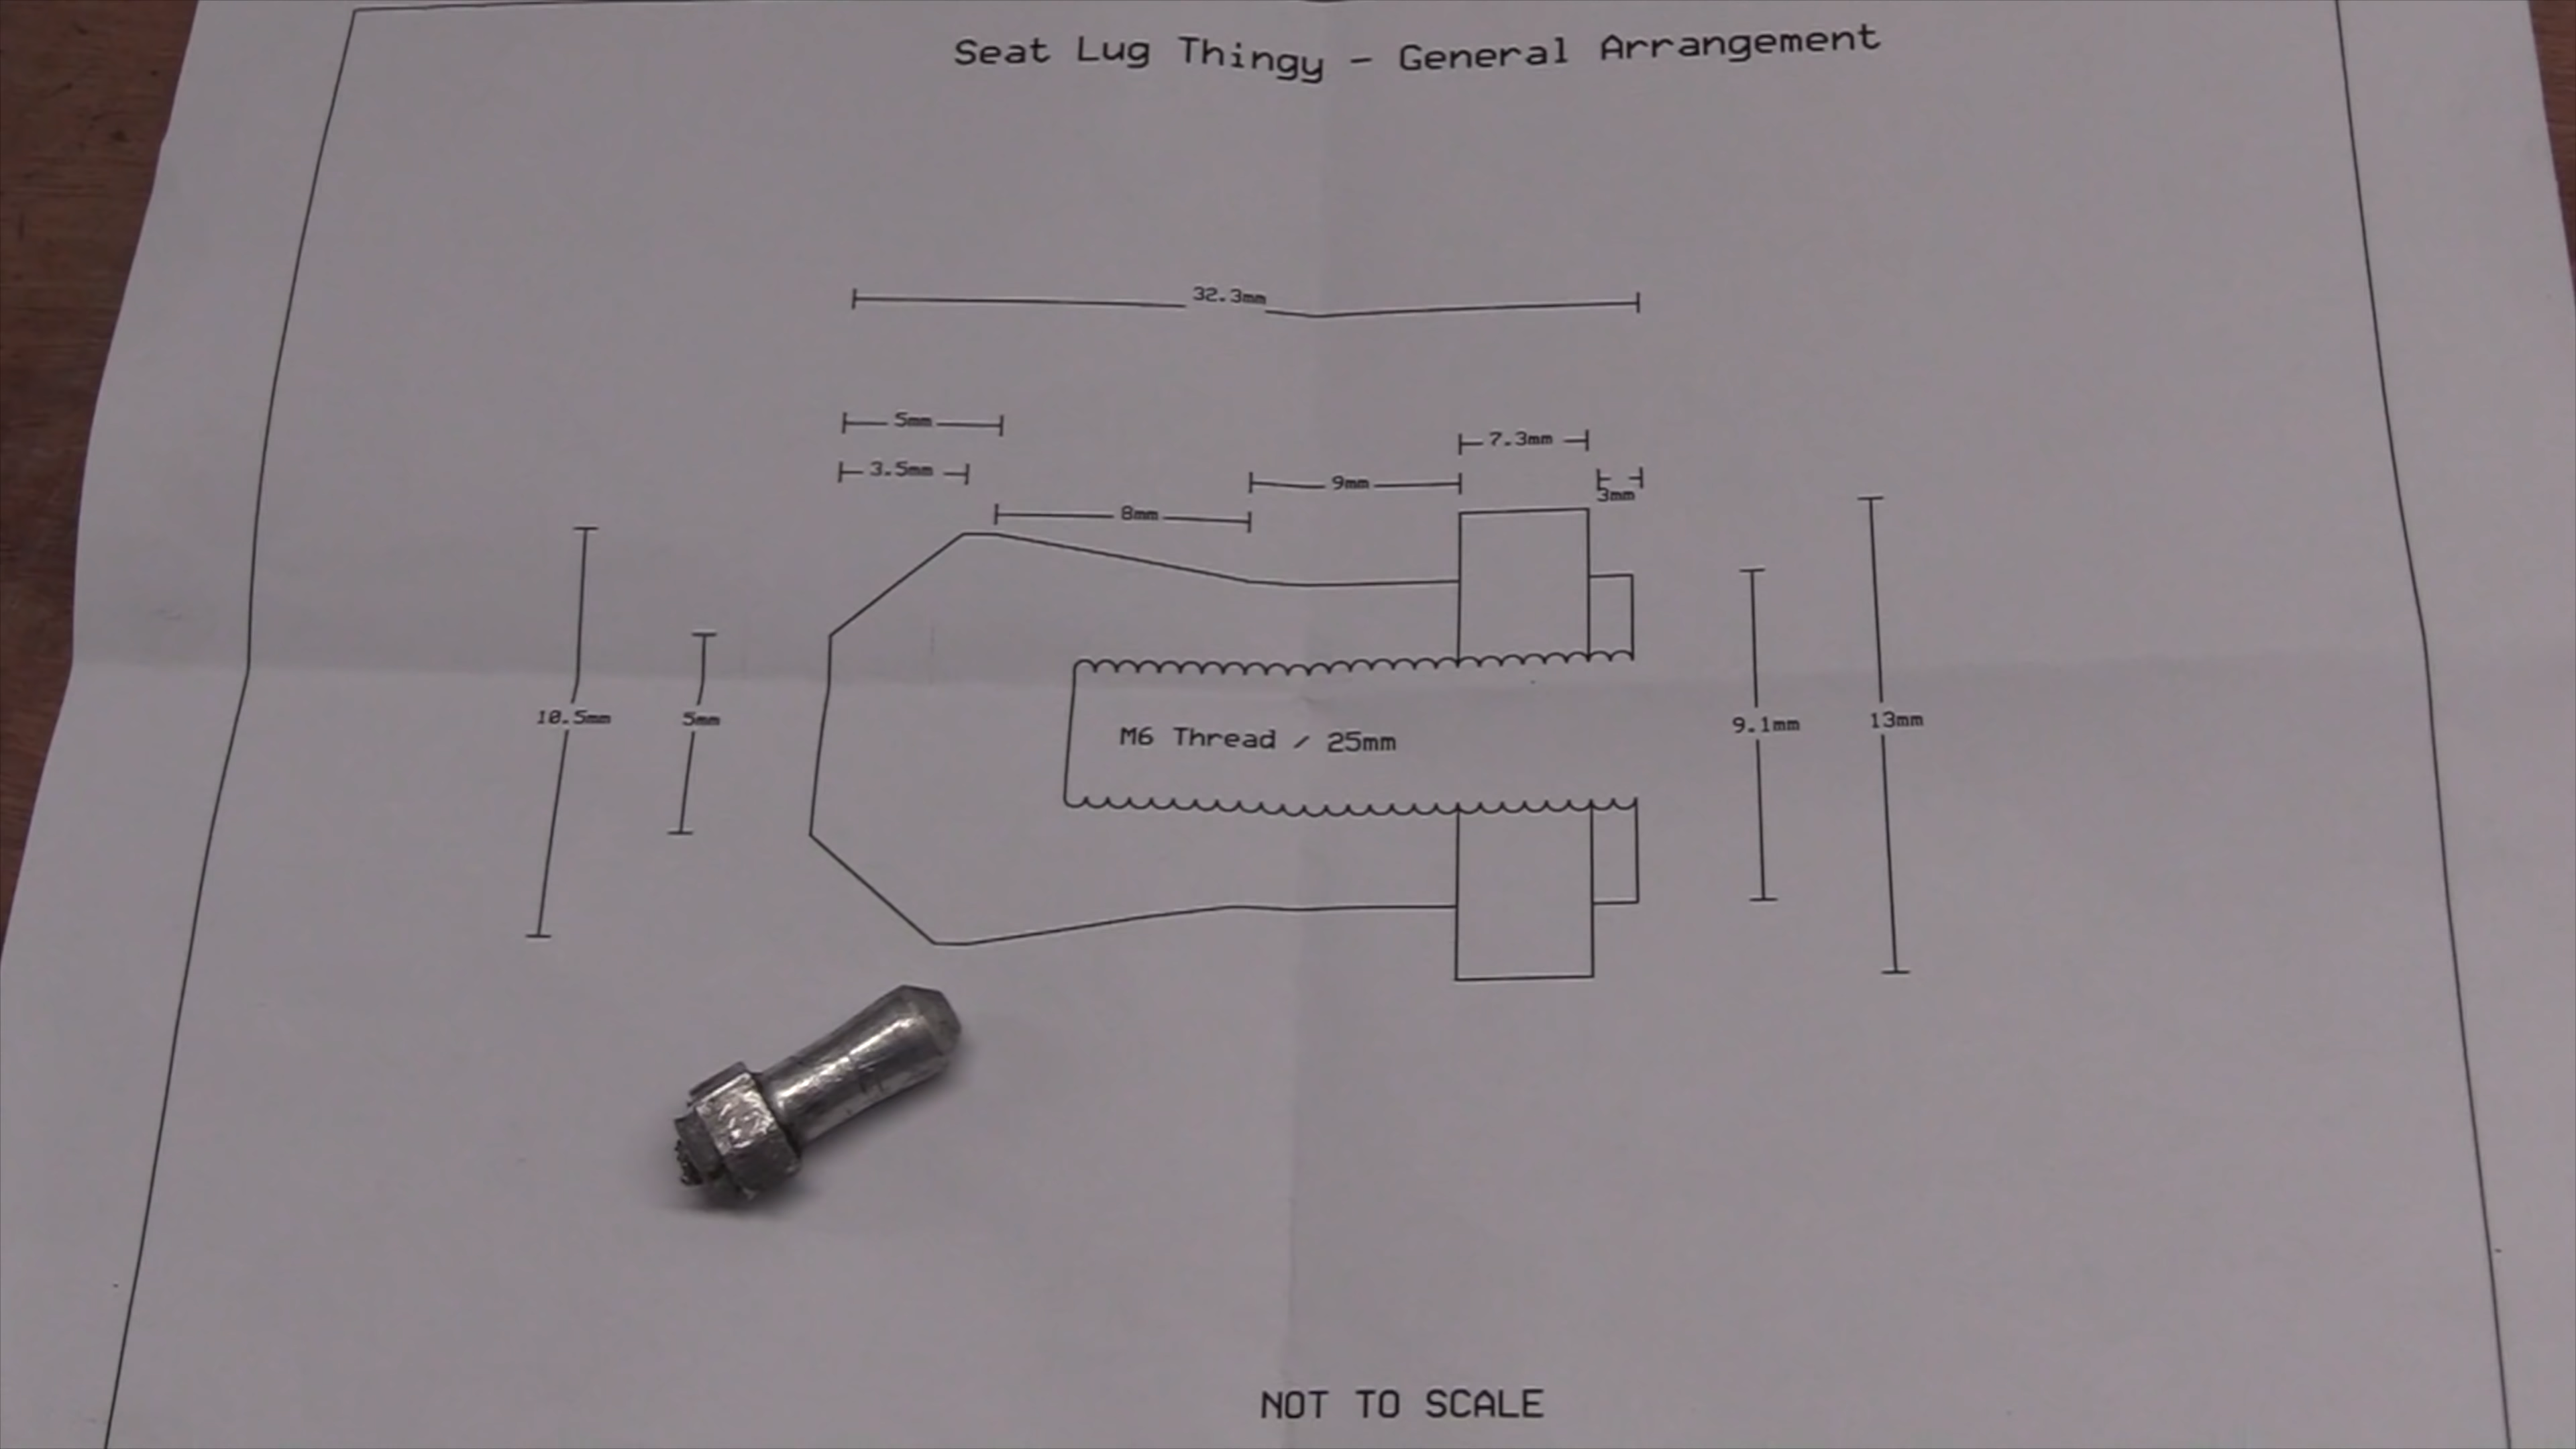 Seat Lug Thingy - General Arrangement
32.3mm
5mm
7.3mm
3.5mm
9mm
3mm
8mm
10.5mm
5mm
M6 Thread / 25mm
9.1mm
13mm
NOT TO SCALE